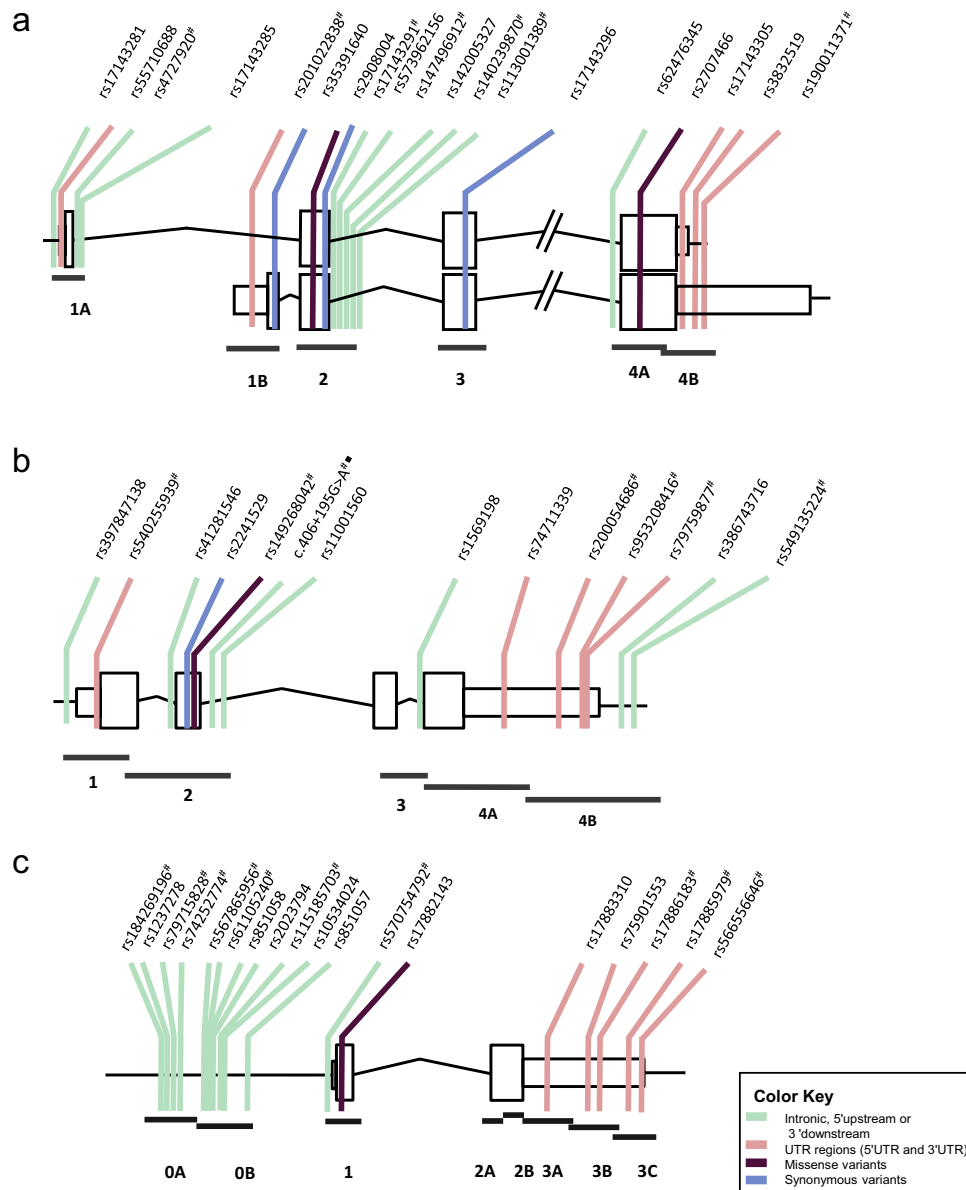 a
rs17143281
rs55710688
rs4727920#
rs17143285
rs201022838#
rs35391640
rs2908004
rs17143291#
rs573962156
rs147496912#
rs142005327
rs140239870#
rs113001389#
rs17143296
rs62476345
rs2707466
rs17143305
rs3832519
rs190011371#
1A
1B
2
3
4A
4B
b
rs397847138
rs540255939#
rs41281546
rs2241529
rs149268042#
c.406+195G>A#▪
rs11001560
rs1569198
rs74711339
rs200054686#
rs953208416#
rs79759877#
rs386743716
rs549135224#
1
2
3
4A
4B
c
rs184269196#
rs1237278
rs79715828#
rs74252774#
rs567865956#
rs61105240#
rs851058
rs2023794
rs115185703#
rs10534024
rs851057
rs570754792#
rs17882143
rs17883310
rs75901553
rs17886183#
rs17885979#
rs566556646#
0A
0B
1
2A
2B
3A
3B
3C
Color Key
Intronic, 5'upstream or
3 'downstream
UTR regions (5'UTR and 3'UTR)
Missense variants
Synonymous variants